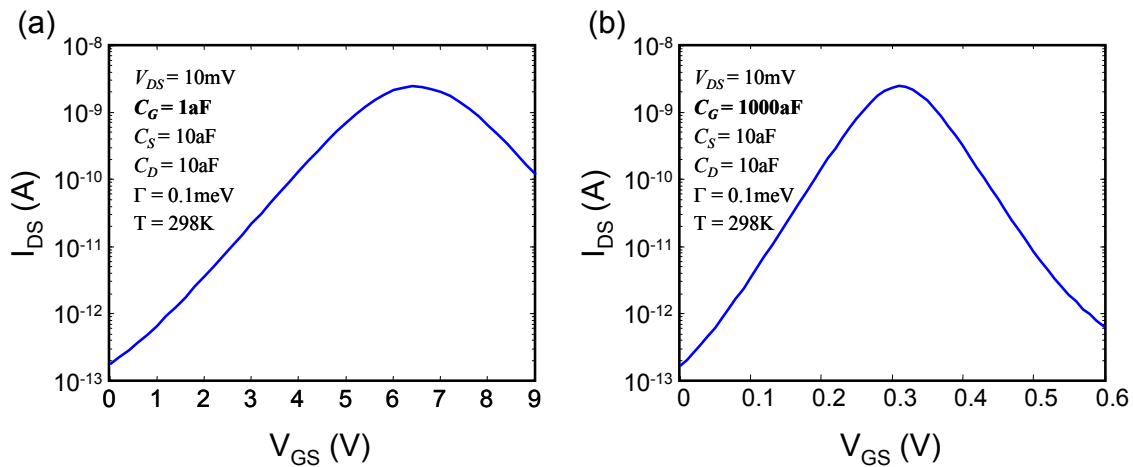 (a)
10⁻⁸
10⁻⁹
10⁻¹⁰
10⁻¹¹
10⁻¹²
10⁻¹³
I_DS (A)
V_DS = 10mV
C_G = 1aF
C_S = 10aF
C_D = 10aF
Γ = 0.1meV
T = 298K
0 1 2 3 4 5 6 7 8 9
V_GS (V)
(b)
10⁻⁸
10⁻⁹
10⁻¹⁰
10⁻¹¹
10⁻¹²
10⁻¹³
I_DS (A)
V_DS = 10mV
C_G = 1000aF
C_S = 10aF
C_D = 10aF
Γ = 0.1meV
T = 298K
0 0.1 0.2 0.3 0.4 0.5 0.6
V_GS (V)